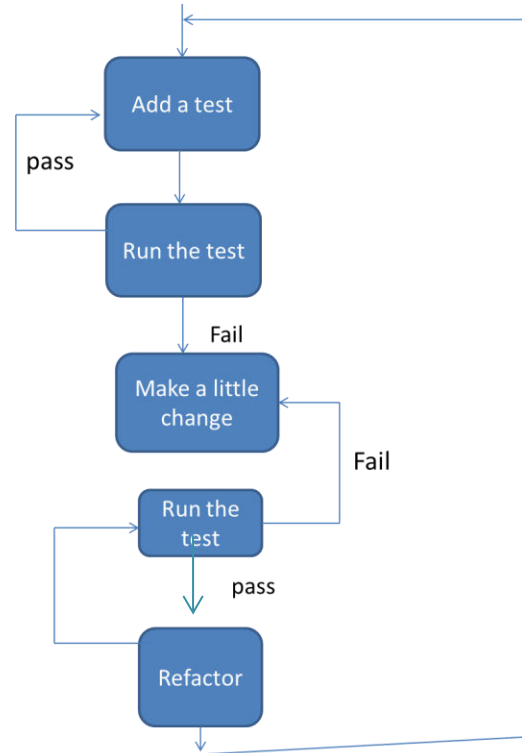 Add a test
pass
Run the test
Fail
Make a little
change
Fail
Run the
test
pass
Refactor